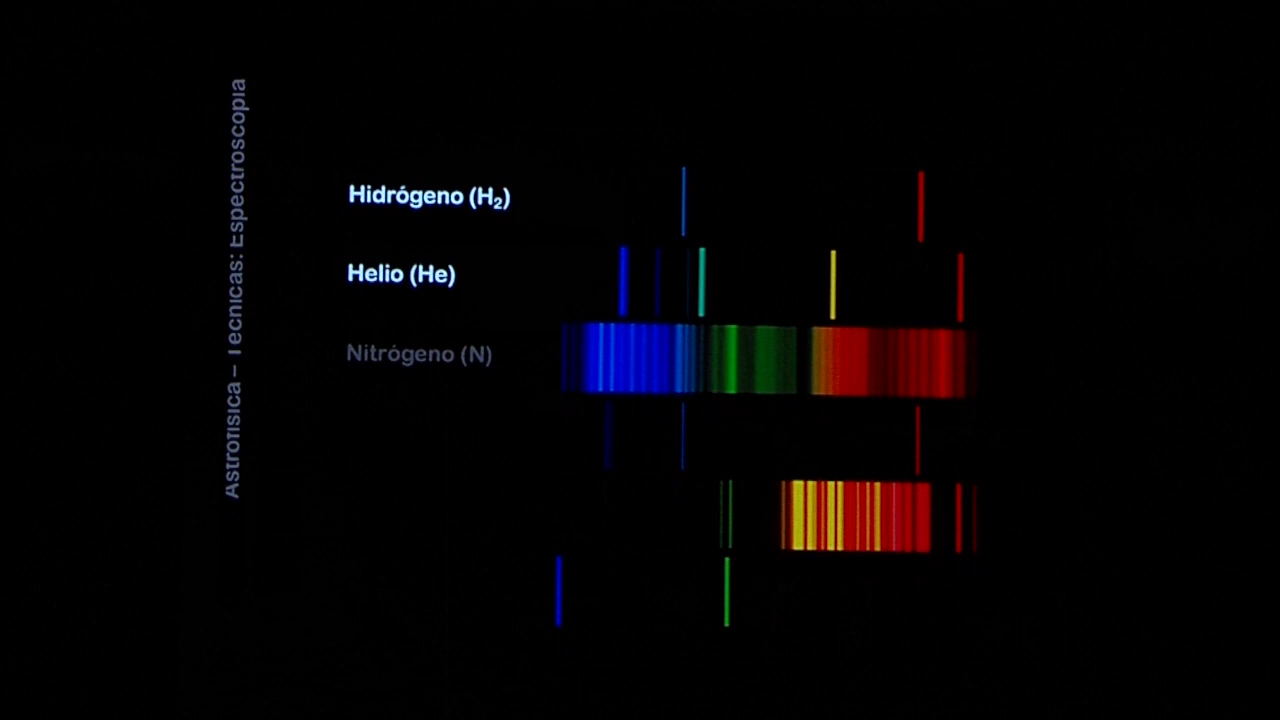 Astrofísica – Técnicas: Espectroscopia
Hidrógeno (H₂)
Helio (He)
Nitrógeno (N)